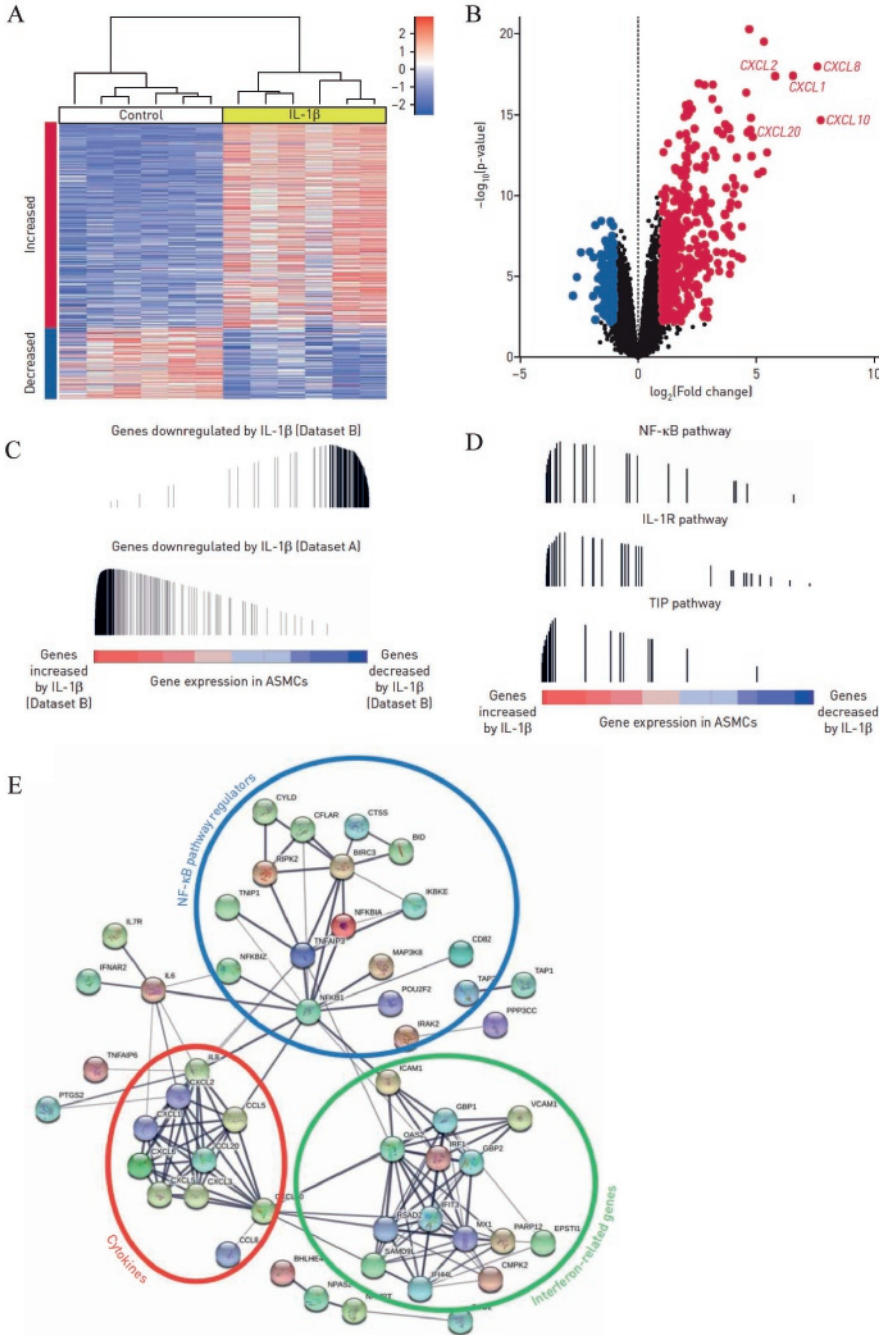 A
2
1
0
-1
-2
Control
IL-1β
Increased
Decreased
B
20
15
10
5
0
-log10(p-value)
CXCL2
CXCL8
CXCL1
CXCL10
CXCL20
-5
0
5
10
log2(Fold change)
C
Genes downregulated by IL-1β (Dataset B)
Genes downregulated by IL-1β (Dataset A)
Genes
increased
by IL-1β
(Dataset B)
Gene expression in ASMCs
Genes
decreased
by IL-1β
(Dataset B)
D
NF-κB pathway
IL-1R pathway
TIP pathway
Genes
increased
by IL-1β
Gene expression in ASMCs
Genes
decreased
by IL-1β
E
NF-κB pathway regulators
CYLD
CFLAR
CTSS
BID
RIPK2
BIRC3
TNIP1
IKBKE
NFKBIA
TNFAIP3
CD82
IL7R
NFKBIZ
MAP3K8
IFNAR2
IL6
TAP1
NFKB1
POU2F2
PPP3CC
IRAK2
TNFAIP6
IL8
ICAM1
PTGS2
CXCL2
GBP1
VCAM1
CCL5
OAS2
IRF1
CCL20
GBP2
CXCL3
IFIT3
RSAD2
MX1
PARP12
EPSTI1
CCL8
SAMD9L
IFI44L
CMPK2
Cytokines
Interferon-related genes